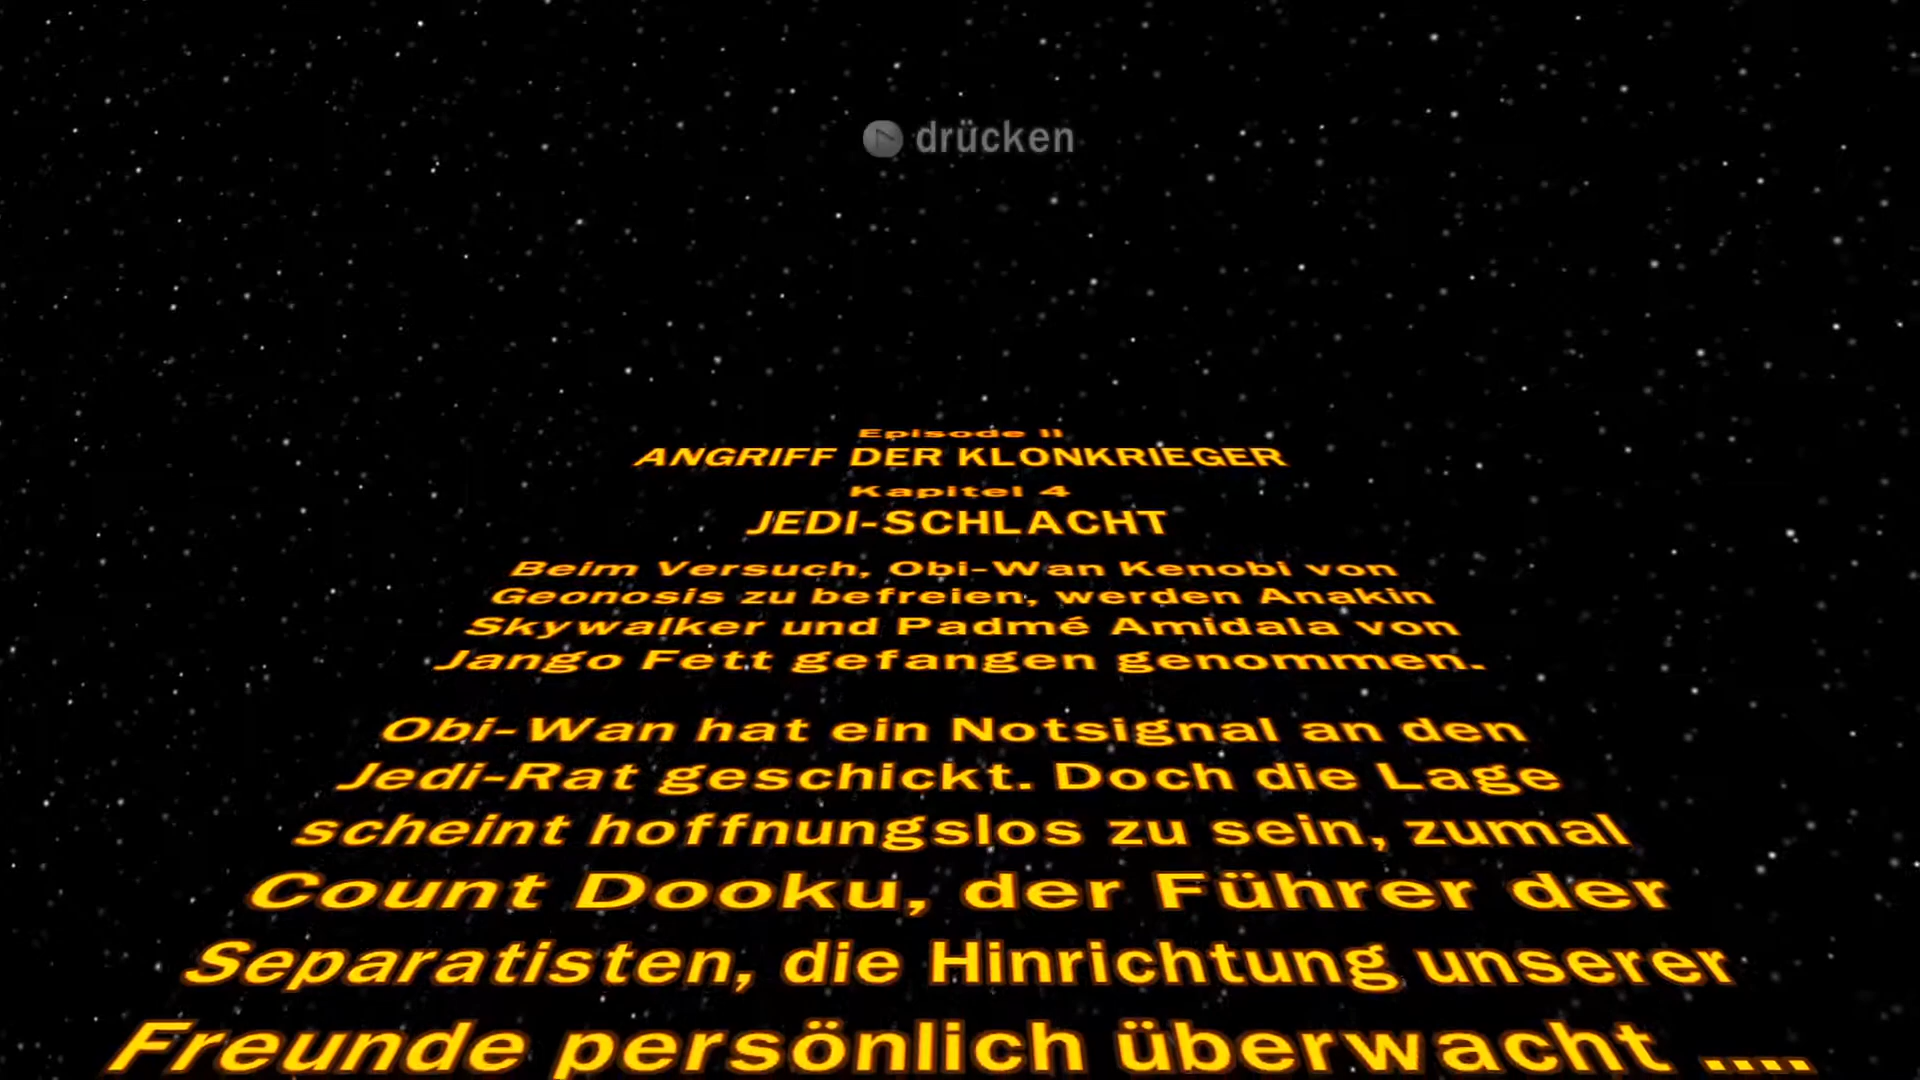 drücken
Episode II
ANGRIFF DER KLONKRIEGER
Kapitel 4
JEDI-SCHLACHT
Beim Versuch, Obi-Wan Kenobi von
Geonosis zu befreien, werden Anakin
Skywalker und Padmé Amidala von
Jango Fett gefangen genommen.
Obi-Wan hat ein Notsignal an den
Jedi-Rat geschickt. Doch die Lage
scheint hoffnungslos zu sein, zumal
Count Dooku, der Führer der
Separatisten, die Hinrichtung unserer
Freunde persönlich überwacht ....